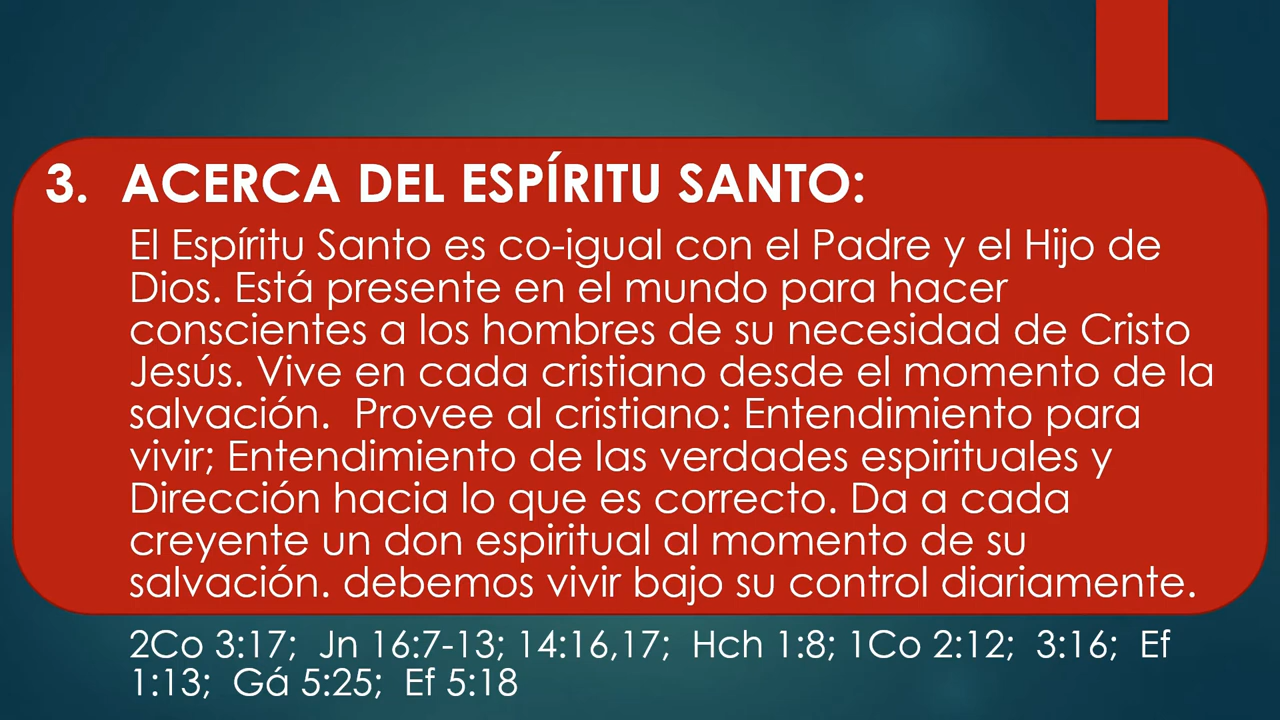 3. ACERCA DEL ESPÍRITU SANTO:
El Espíritu Santo es co-igual con el Padre y el Hijo de
Dios. Está presente en el mundo para hacer
conscientes a los hombres de su necesidad de Cristo
Jesús. Vive en cada cristiano desde el momento de la
salvación. Provee al cristiano: Entendimiento para
vivir; Entendimiento de las verdades espirituales y
Dirección hacia lo que es correcto. Da a cada
creyente un don espiritual al momento de su
salvación. debemos vivir bajo su control diariamente.
2Co 3:17; Jn 16:7-13; 14:16,17; Hch 1:8; 1Co 2:12; 3:16; Ef
1:13; Gá 5:25; Ef 5:18